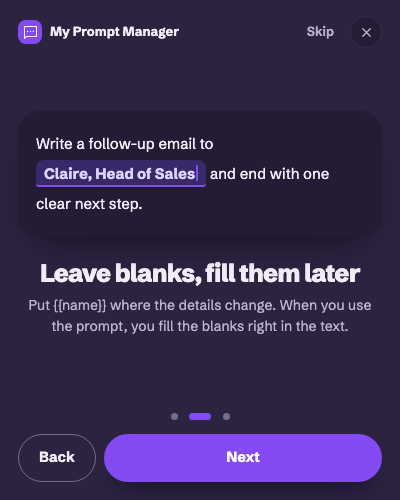 My Prompt Manager
Skip
Write a follow-up email to
Claire, Head of Sales and end with one
clear next step.
Leave blanks, fill them later
Put {{name}} where the details change. When you use
the prompt, you fill the blanks right in the text.
Back
Next